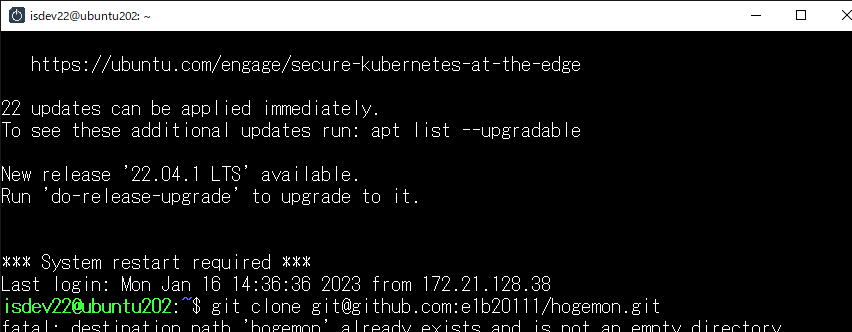 isdev22@ubuntu202: ~
https://ubuntu.com/engage/secure-kubernetes-at-the-edge
22 updates can be applied immediately.
To see these additional updates run: apt list --upgradable
New release '22.04.1 LTS' available.
Run 'do-release-upgrade' to upgrade to it.
*** System restart required ***
Last login: Mon Jan 16 14:36:36 2023 from 172.21.128.38
isdev22@ubuntu202:~$ git clone git@github.com:e1b20111/hogemon.git
fatal: destination path 'hogemon' already exists and is not an empty directory